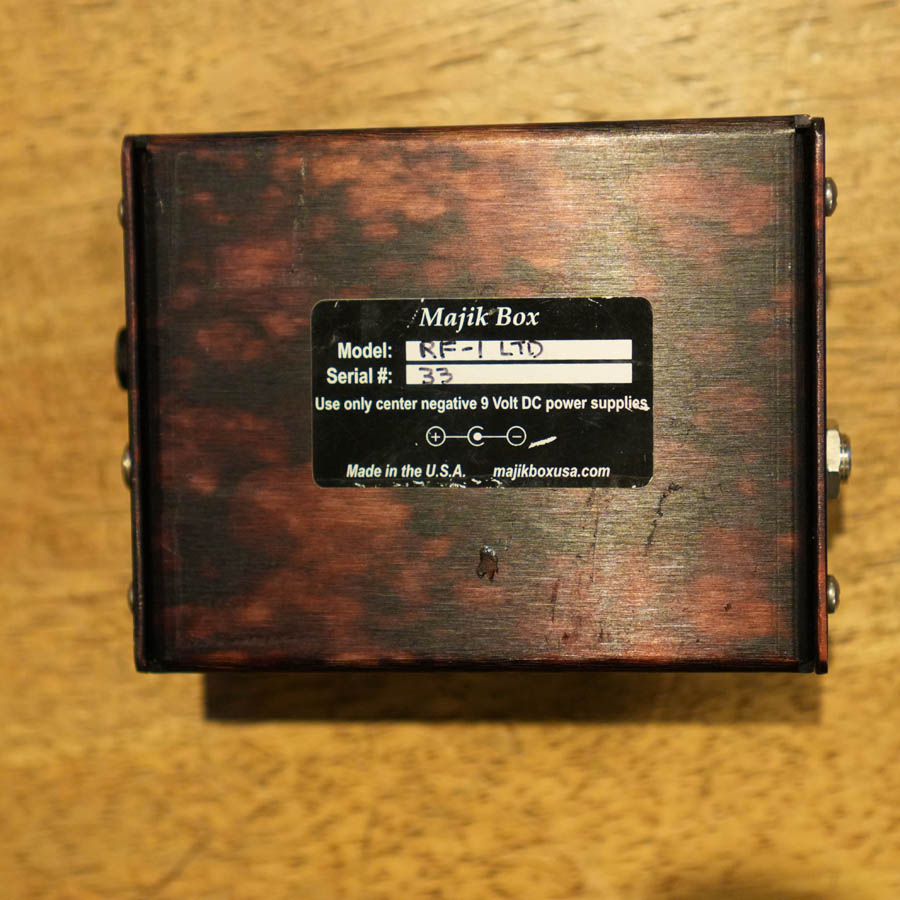 Majik Box
Model: RF-1 LTD
Serial #: 33
Use only center negative 9 Volt DC power supplies
+ -
Made in the U.S.A. majikboxusa.com